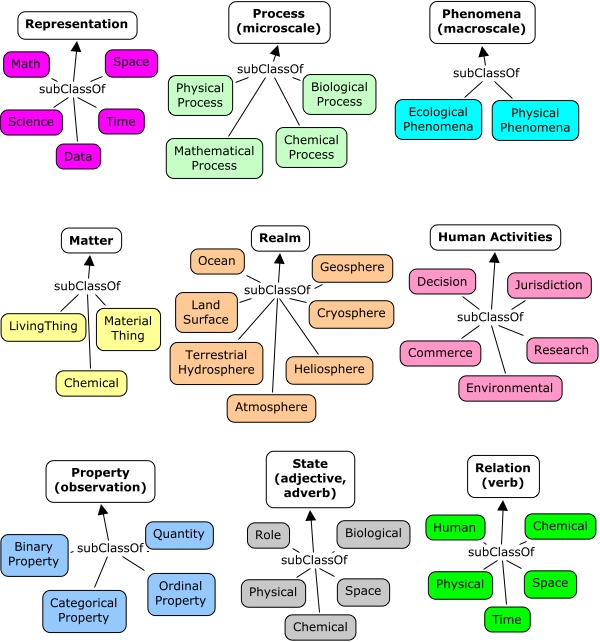 Representation
Math
Space
subClassOf
Science
Time
Data
Process
(microscale)
subClassOf
Physical
Process
Biological
Process
Mathematical
Process
Chemical
Process
Phenomena
(macroscale)
subClassOf
Ecological
Phenomena
Physical
Phenomena
Matter
subClassOf
LivingThing
Material
Thing
Chemical
Realm
Ocean
Geosphere
subClassOf
Land
Surface
Cryosphere
Terrestrial
Hydrosphere
Heliosphere
Atmosphere
Human Activities
Decision
Jurisdiction
subClassOf
Commerce
Research
Environmental
Property
(observation)
Quantity
subClassOf
Binary
Property
Ordinal
Property
Categorical
Property
State
(adjective,
adverb)
Role
Biological
subClassOf
Physical
Space
Chemical
Relation
(verb)
Human
Chemical
subClassOf
Physical
Space
Time